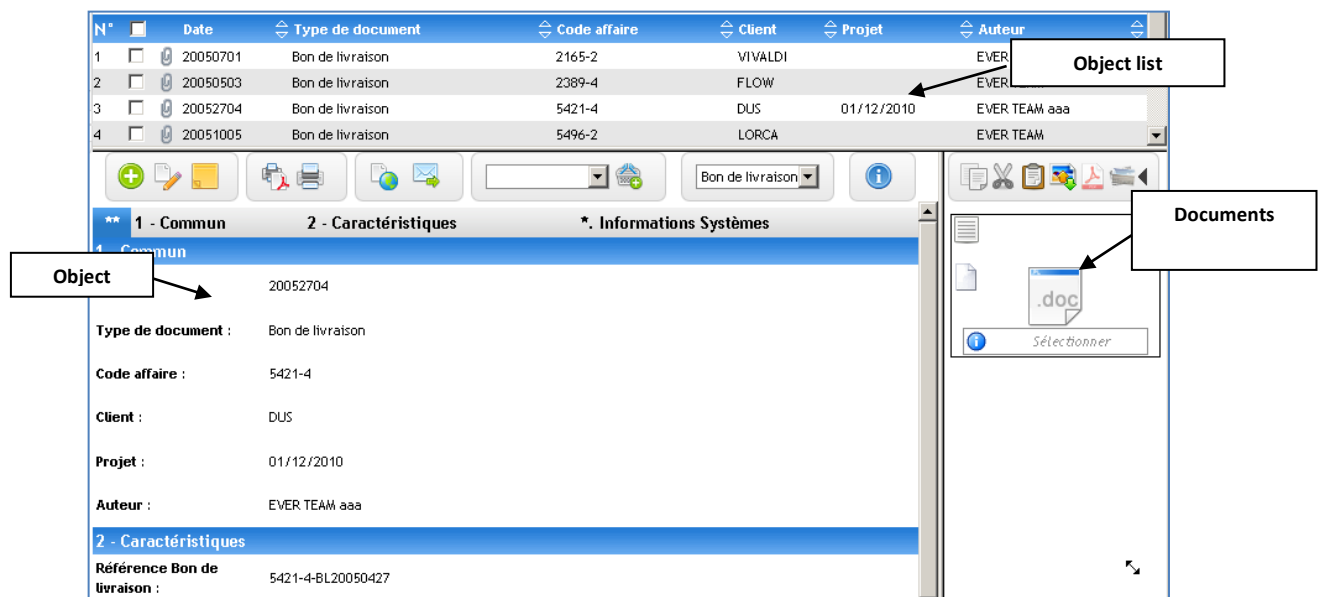 N° Date Type de document Code affaire Client Projet Auteur
1 20050701 Bon de livraison 2165-2 VIVALDI EVER
2 20050503 Bon de livraison 2389-4 FLOW EVER
3 20052704 Bon de livraison 5421-4 DUS 01/12/2010 EVER TEAM aaa
4 20051005 Bon de livraison 5496-2 LORCA EVER TEAM
Object list
Bon de livraison
** 1 - Commun 2 - Caractéristiques *. Informations Systèmes
1 - Commun
Object
20052704
Type de document : Bon de livraison
Code affaire : 5421-4
Client : DUS
Projet : 01/12/2010
Auteur : EVER TEAM aaa
2 - Caractéristiques
Référence Bon de
livraison : 5421-4-BL20050427
Documents
.doc
Sélectionner